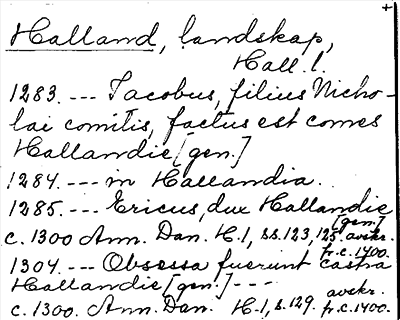 +
Halland, landskap,
Hall. l.
1283. --- Jacobus, filius Nicho-
lai comitis, factus est comes
Hallandie [gen.]
1284. --- in Hallandia.
1285. --- Ericus, dux Hallandie
[gen.]
c. 1300 Ann. Dan. H. 1, ss. 123, 125. avskr.
fr. c. 1400.
1304. --- Obsessa fuerunt castra
Hallandie [gen.] ---
avskr.
c. 1300. Ann. Dan. H. 1, s. 129. fr. c. 1400.